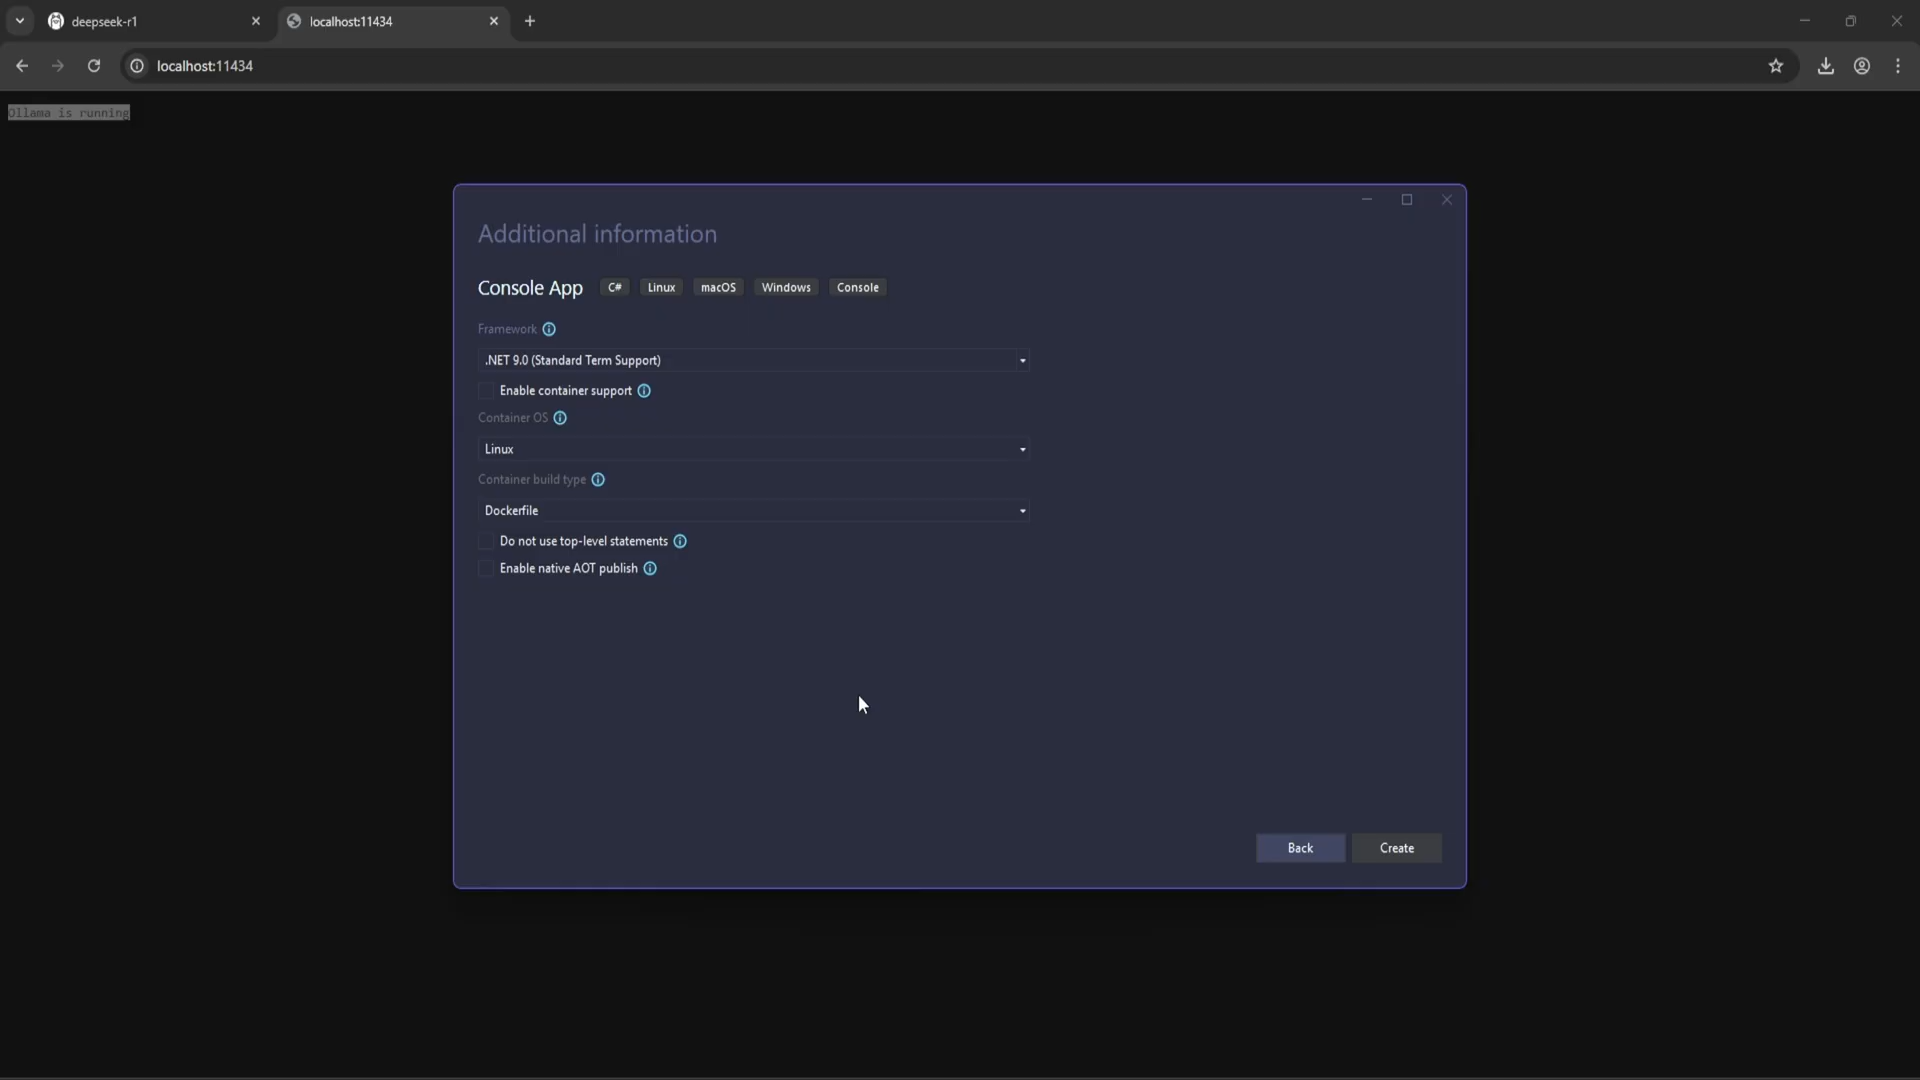 deepseek-r1
localhost:11434
localhost:11434
Ollama is running
Additional information
Console App C# Linux macOS Windows Console
Framework
.NET 9.0 (Standard Term Support)
Enable container support
Container OS
Linux
Container build type
Dockerfile
Do not use top-level statements
Enable native AOT publish
Back Create